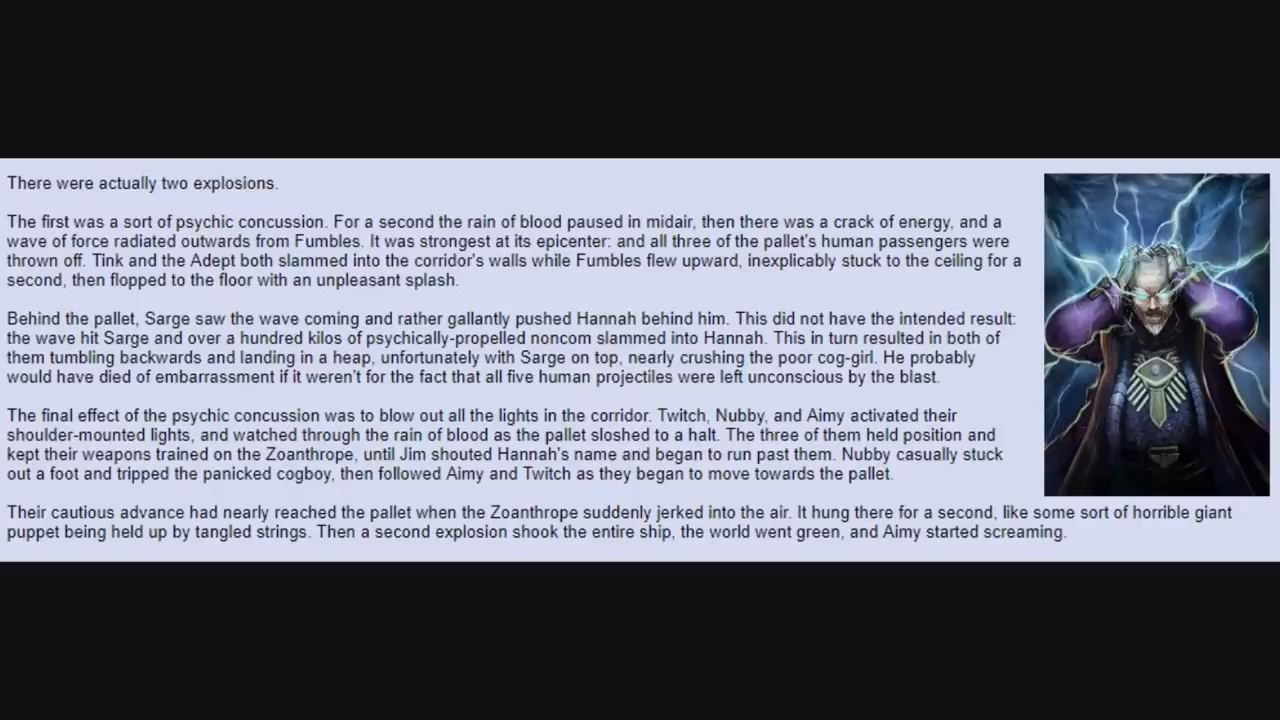 There were actually two explosions.
The first was a sort of psychic concussion. For a second the rain of blood paused in midair, then there was a crack of energy, and a
wave of force radiated outwards from Fumbles. It was strongest at its epicenter: and all three of the pallet's human passengers were
thrown off. Tink and the Adept both slammed into the corridor's walls while Fumbles flew upward, inexplicably stuck to the ceiling for a
second, then flopped to the floor with an unpleasant splash.
Behind the pallet, Sarge saw the wave coming and rather gallantly pushed Hannah behind him. This did not have the intended result:
the wave hit Sarge and over a hundred kilos of psychically-propelled noncom slammed into Hannah. This in turn resulted in both of
them tumbling backwards and landing in a heap, unfortunately with Sarge on top, nearly crushing the poor cog-girl. He probably
would have died of embarrassment if it weren't for the fact that all five human projectiles were left unconscious by the blast.
The final effect of the psychic concussion was to blow out all the lights in the corridor. Twitch, Nubby, and Aimy activated their
shoulder-mounted lights, and watched through the rain of blood as the pallet sloshed to a halt. The three of them held position and
kept their weapons trained on the Zoanthrope, until Jim shouted Hannah's name and began to run past them. Nubby casually stuck
out a foot and tripped the panicked cogboy, then followed Aimy and Twitch as they began to move towards the pallet.
Their cautious advance had nearly reached the pallet when the Zoanthrope suddenly jerked into the air. It hung there for a second, like some sort of horrible giant
puppet being held up by tangled strings. Then a second explosion shook the entire ship, the world went green, and Aimy started screaming.